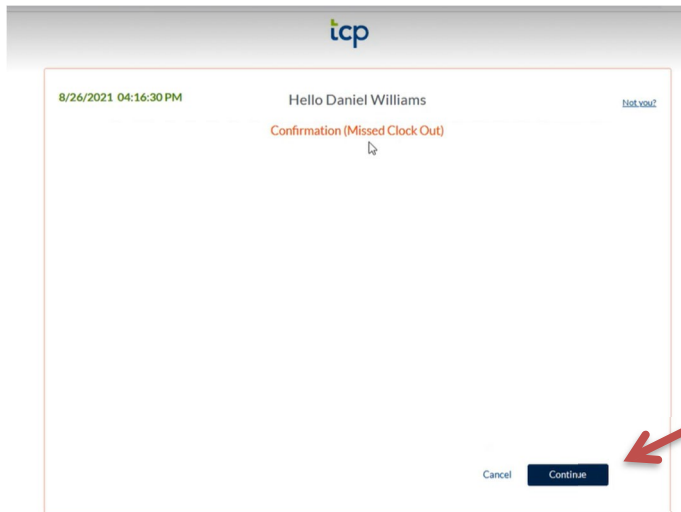 tcp
8/26/2021 04:16:30 PM
Hello Daniel Williams
Not you?
Confirmation (Missed Clock Out)
Cancel
Continue